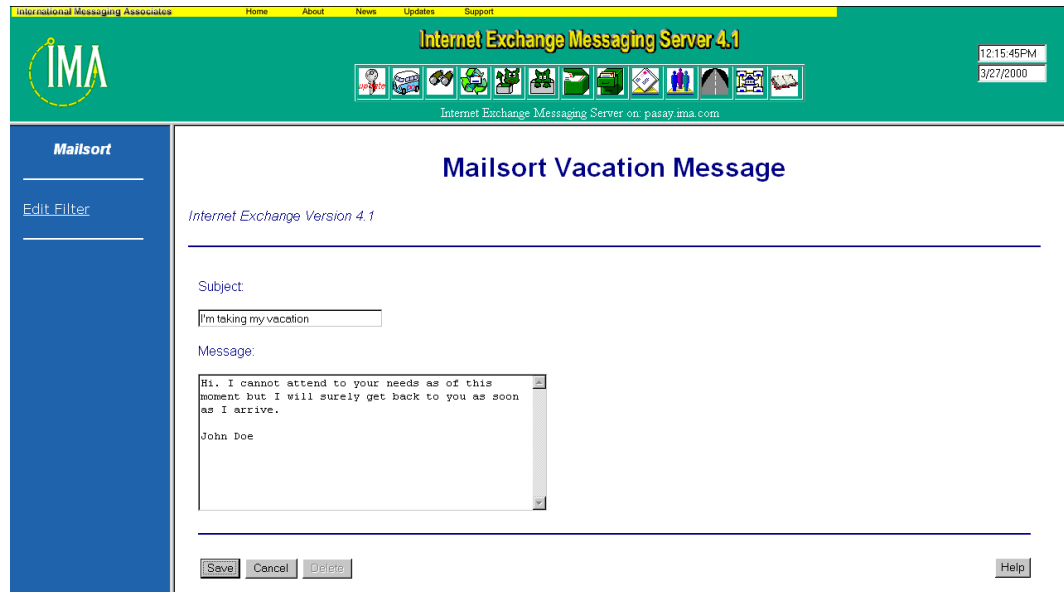 International Messaging Associates Home About News Updates Support
IMA
Internet Exchange Messaging Server 4.1
12:15:45PM
3/27/2000
update
Internet Exchange Messaging Server on: pasay.ima.com
Mailsort
Edit Filter
Mailsort Vacation Message
Internet Exchange Version 4.1
Subject:
I'm taking my vacation
Message:
Hi. I cannot attend to your needs as of this
moment but I will surely get back to you as soon
as I arrive.
John Doe
Save Cancel Delete Help